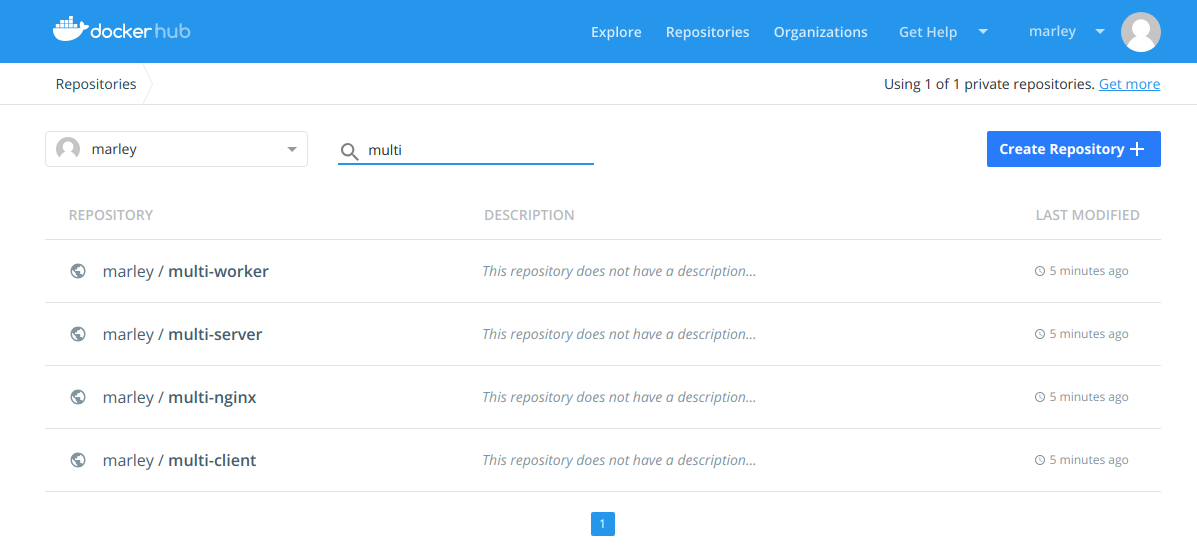 docker hub
Explore Repositories Organizations Get Help marley
Repositories
Using 1 of 1 private repositories. Get more
marley
multi
Create Repository +
REPOSITORY DESCRIPTION LAST MODIFIED
marley / multi-worker This repository does not have a description... 5 minutes ago
marley / multi-server This repository does not have a description... 5 minutes ago
marley / multi-nginx This repository does not have a description... 5 minutes ago
marley / multi-client This repository does not have a description... 5 minutes ago
1